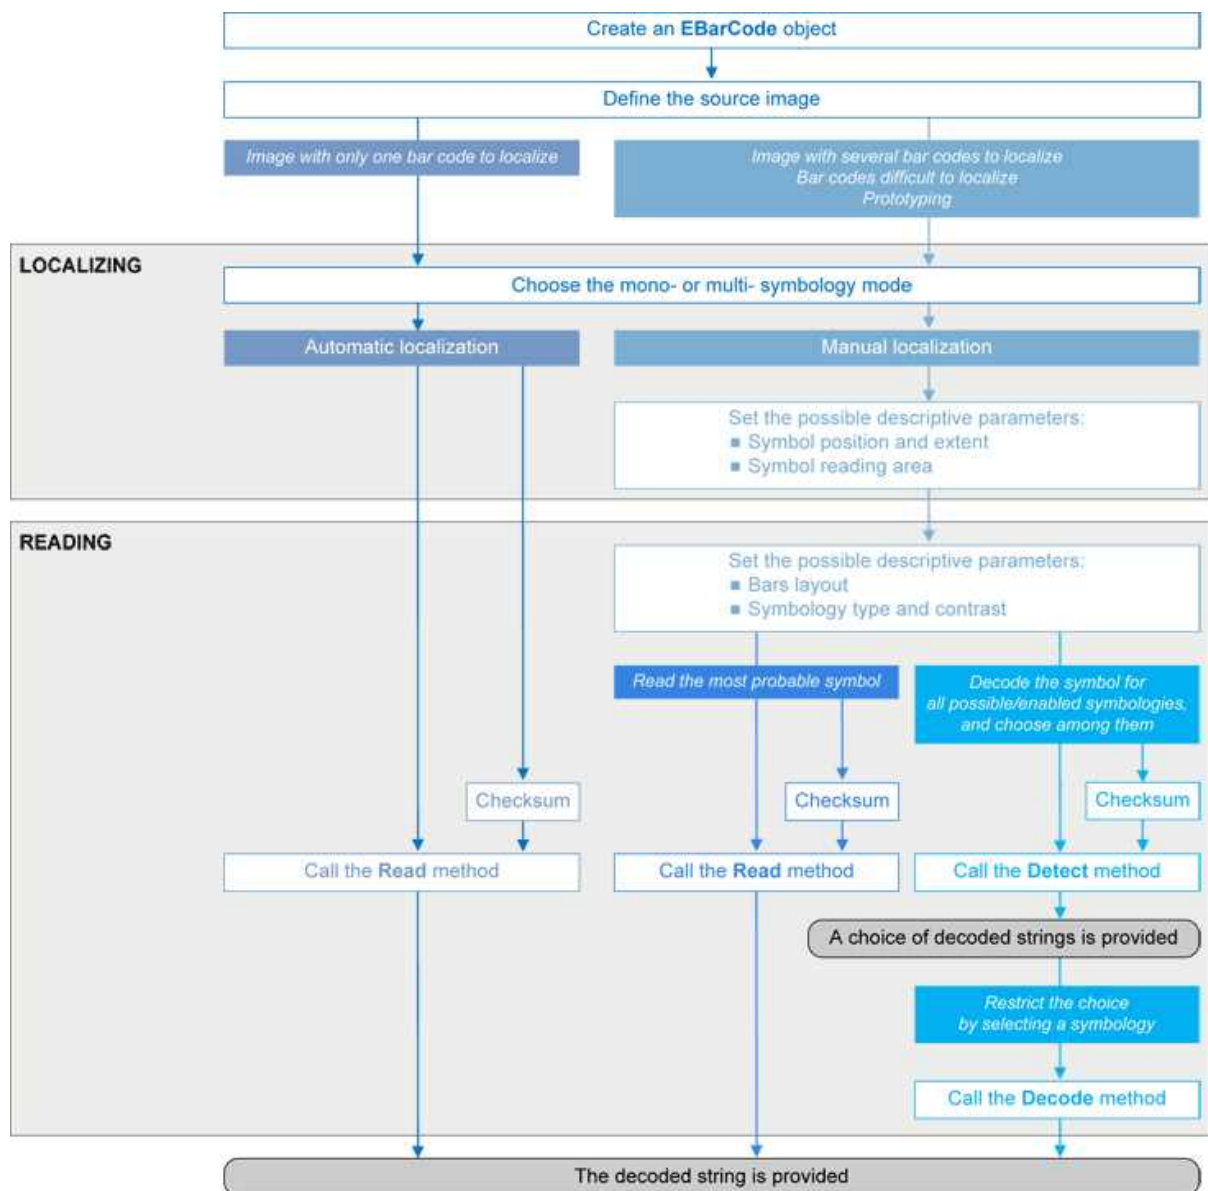 Create an EBarCode object
Define the source image
Image with only one bar code to localize
Image with several bar codes to localize
Bar codes difficult to localize
Prototyping
LOCALIZING
Choose the mono- or multi- symbology mode
Automatic localization
Manual localization
Set the possible descriptive parameters:
■ Symbol position and extent
■ Symbol reading area
READING
Set the possible descriptive parameters:
■ Bars layout
■ Symbology type and contrast
Read the most probable symbol
Decode the symbol for
all possible/enabled symbologies,
and choose among them
Checksum
Checksum
Checksum
Call the Read method
Call the Read method
Call the Detect method
A choice of decoded strings is provided
Restrict the choice
by selecting a symbology
Call the Decode method
The decoded string is provided